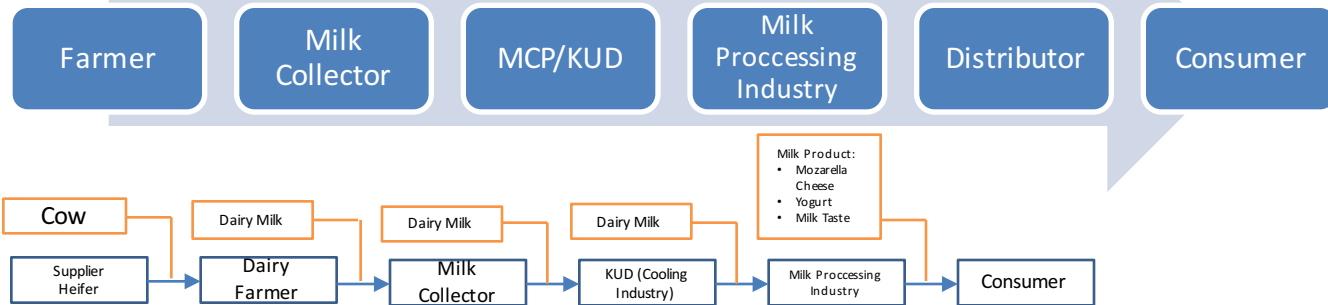 Farmer
Milk
Collector
MCP/KUD
Milk
Proccessing
Industry
Distributor
Consumer
Milk Product:
• Mozarella
Cheese
• Yogurt
• Milk Taste
Cow
Dairy Milk
Dairy Milk
Dairy Milk
Supplier
Heifer
Dairy
Farmer
Milk
Collector
KUD (Cooling
Industry)
Milk Proccessing
Industry
Consumer